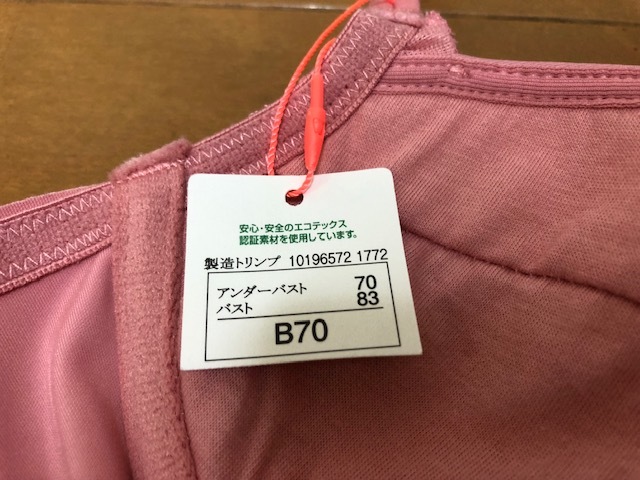 安心・安全のエコテックス
認証素材を使用しています。
製造トリンプ 10196572 1772
アンダーバスト 70
バスト 83
B70